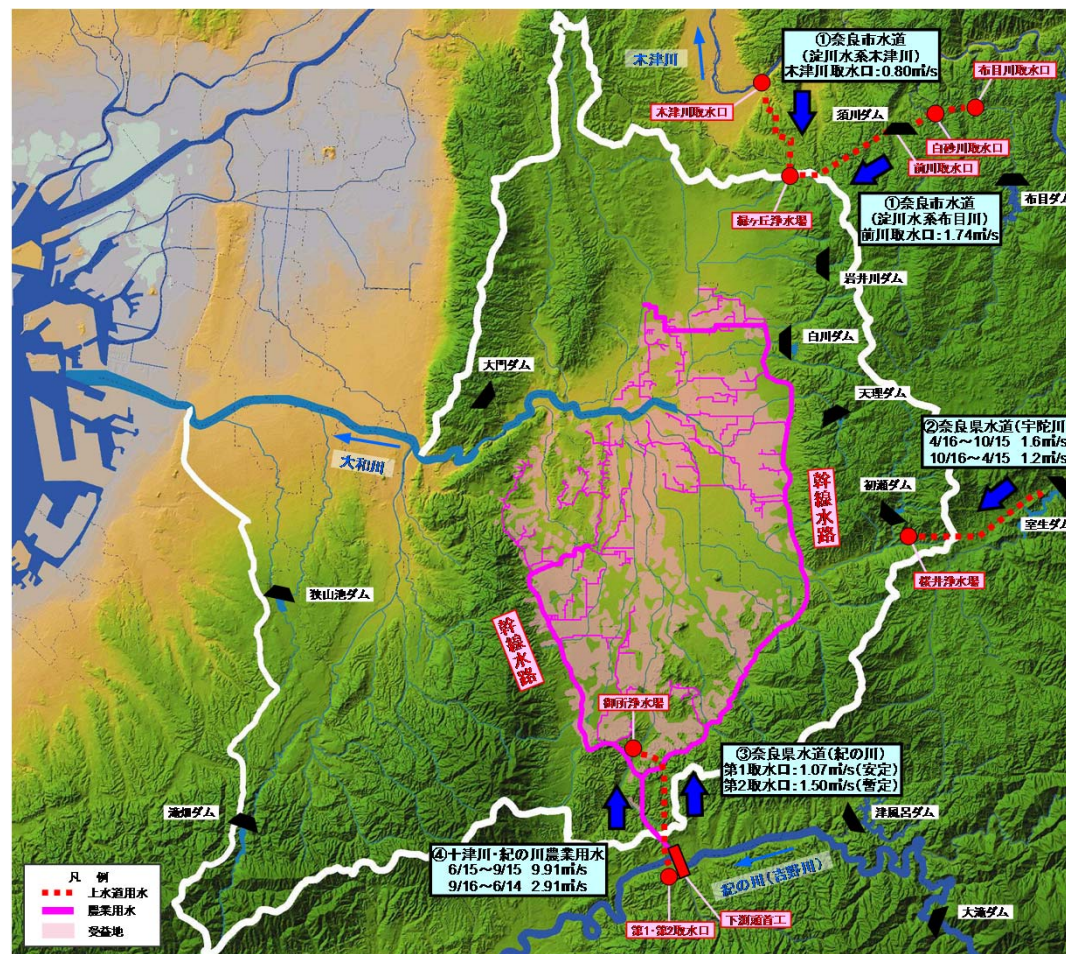 ①奈良市水道
(淀川水系木津川)
木津川取水口:0.80㎥/s
木津川
布目川取水口
須川ダム
木津川取水口
白砂川取水口
前川取水口
布目ダム
緑ヶ丘浄水場
①奈良市水道
(淀川水系布目川)
前川取水口:1.74㎥/s
岩井川ダム
白川ダム
大門ダム
天理ダム
②奈良県水道(宇陀川
4/16～10/15 1.6㎥/s
10/16～4/15 1.2㎥/s
大和川
初瀬ダム
幹線水路
室生ダム
桜井浄水場
狭山池ダム
幹線水路
御所浄水場
③奈良県水道(紀の川)
第1取水口:1.07㎥/s(安定)
第2取水口:1.50㎥/s(暫定)
津風呂ダム
滝畑ダム
④十津川・紀の川農業用水
6/15～9/15 9.91㎥/s
9/16～6/14 2.91㎥/s
紀の川(吉野川)
凡 例
上水道用水
農業用水
受益地
第1・第2取水口
下渕頭首工
大滝ダム